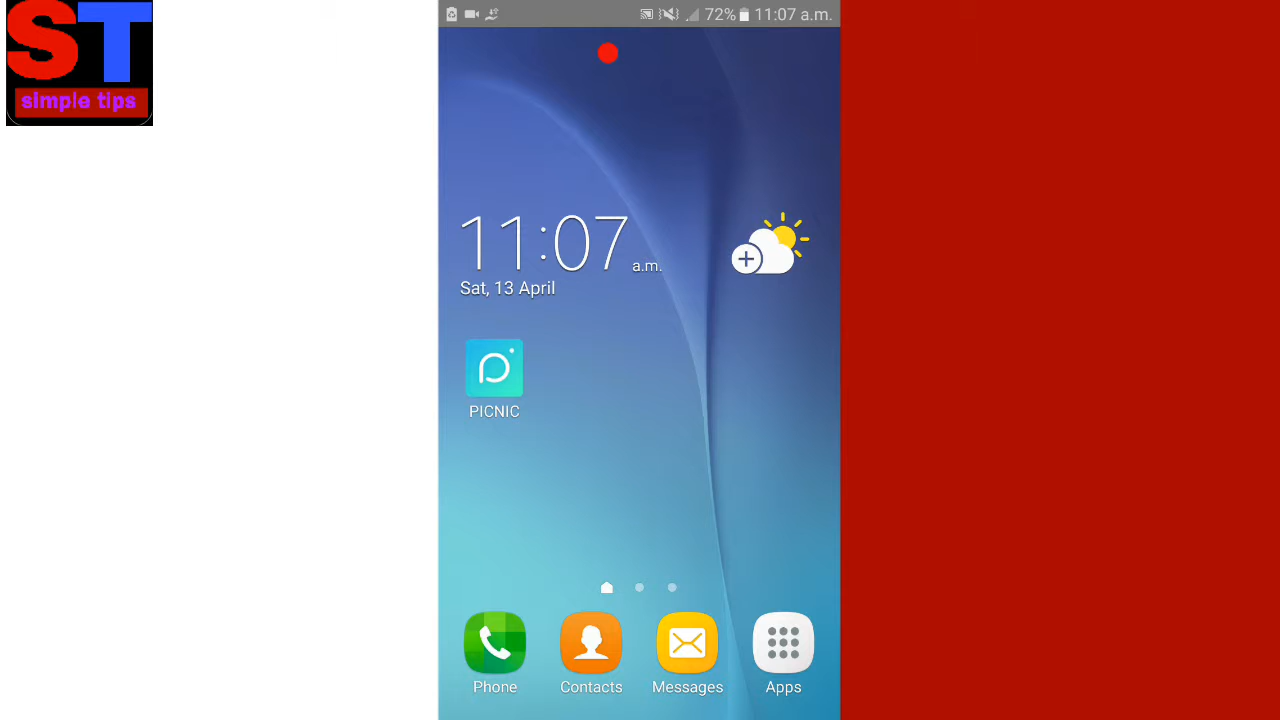 ST
simple tips
72% 11:07 a.m.
11:07 a.m.
Sat, 13 April
PICNIC
Phone Contacts Messages Apps